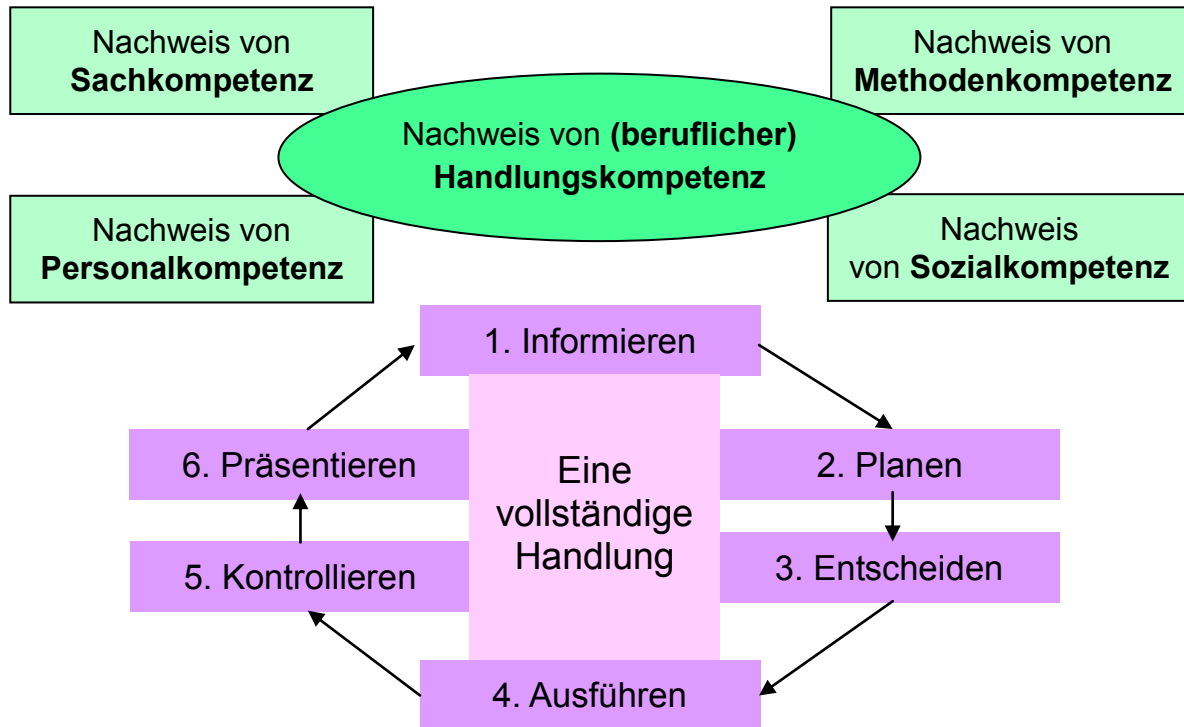 Nachweis von
Sachkompetenz
Nachweis von
Methodenkompetenz
Nachweis von (beruflicher)
Handlungskompetenz
Nachweis von
Personalkompetenz
Nachweis
von Sozialkompetenz
1. Informieren
2. Planen
3. Entscheiden
4. Ausführen
5. Kontrollieren
6. Präsentieren
Eine
vollständige
Handlung